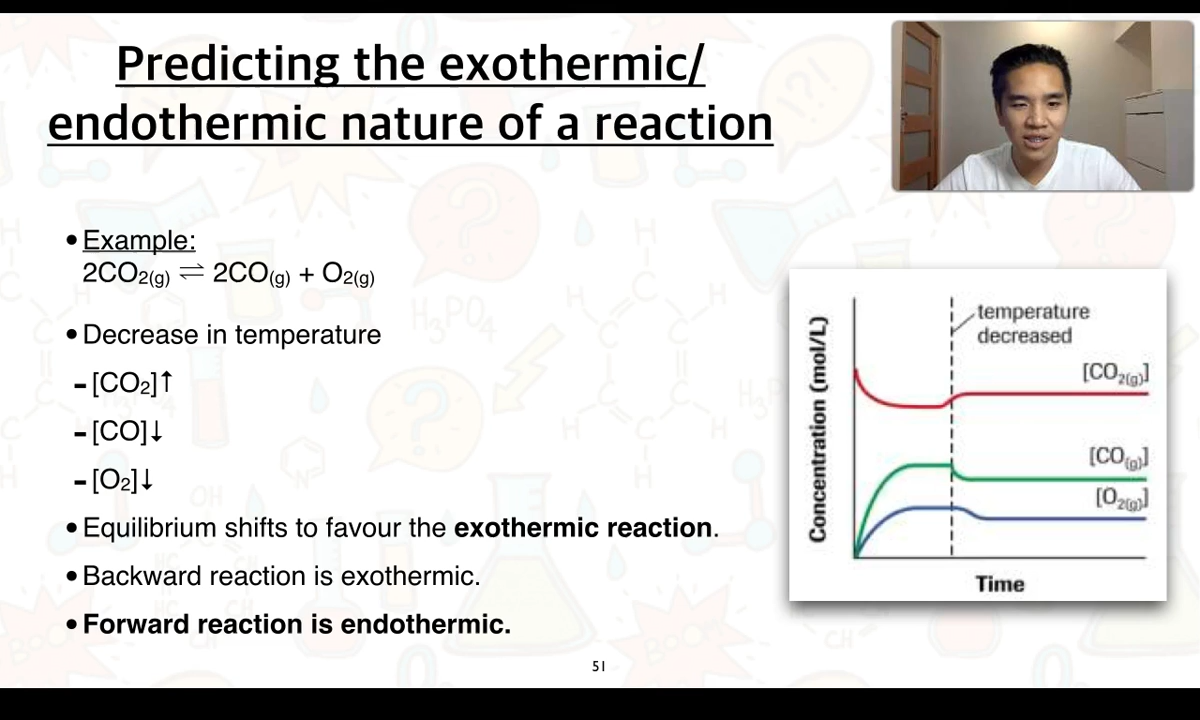 Predicting the exothermic/
endothermic nature of a reaction
• Example:
2CO2(g) ⇌ 2CO(g) + O2(g)
• Decrease in temperature
- [CO2]↑
- [CO]↓
- [O2]↓
• Equilibrium shifts to favour the exothermic reaction.
• Backward reaction is exothermic.
• Forward reaction is endothermic.
Concentration (mol/L)
temperature
decreased
[CO2(g)]
[CO(g)]
[O2(g)]
Time
51
H3PO4
OH